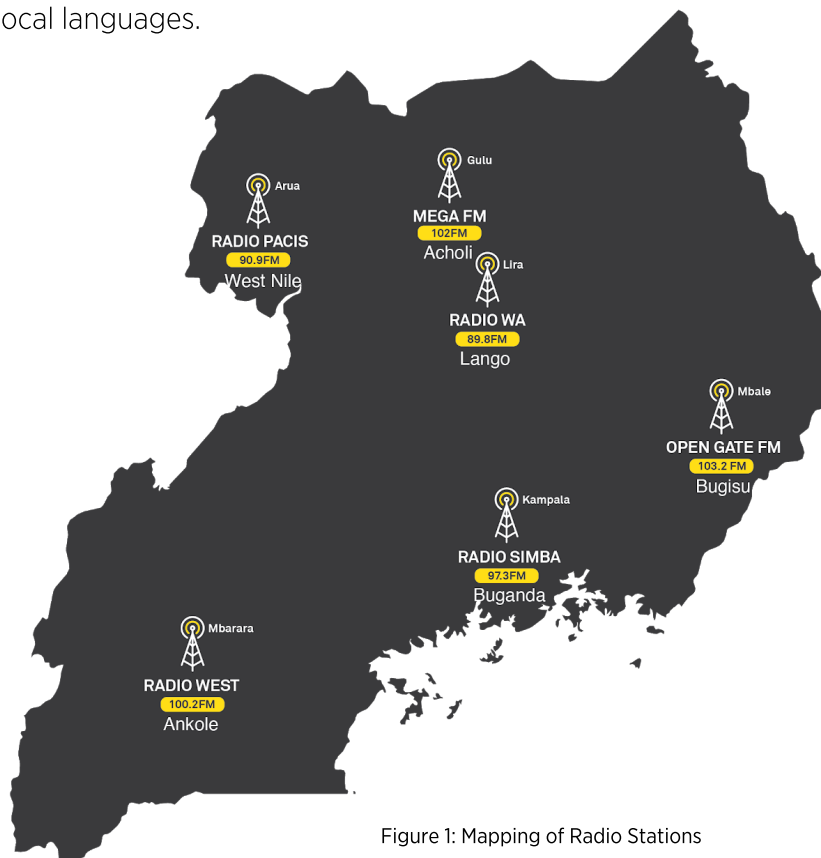 ocal languages.
Gulu
MEGA FM
102FM
Acholi
Arua
RADIO PACIS
90.9FM
West Nile
Lira
RADIO WA
89.8FM
Lango
Mbale
OPEN GATE FM
103.2 FM
Bugisu
Kampala
RADIO SIMBA
97.3FM
Buganda
Mbarara
RADIO WEST
100.2FM
Ankole
Figure 1: Mapping of Radio Stations